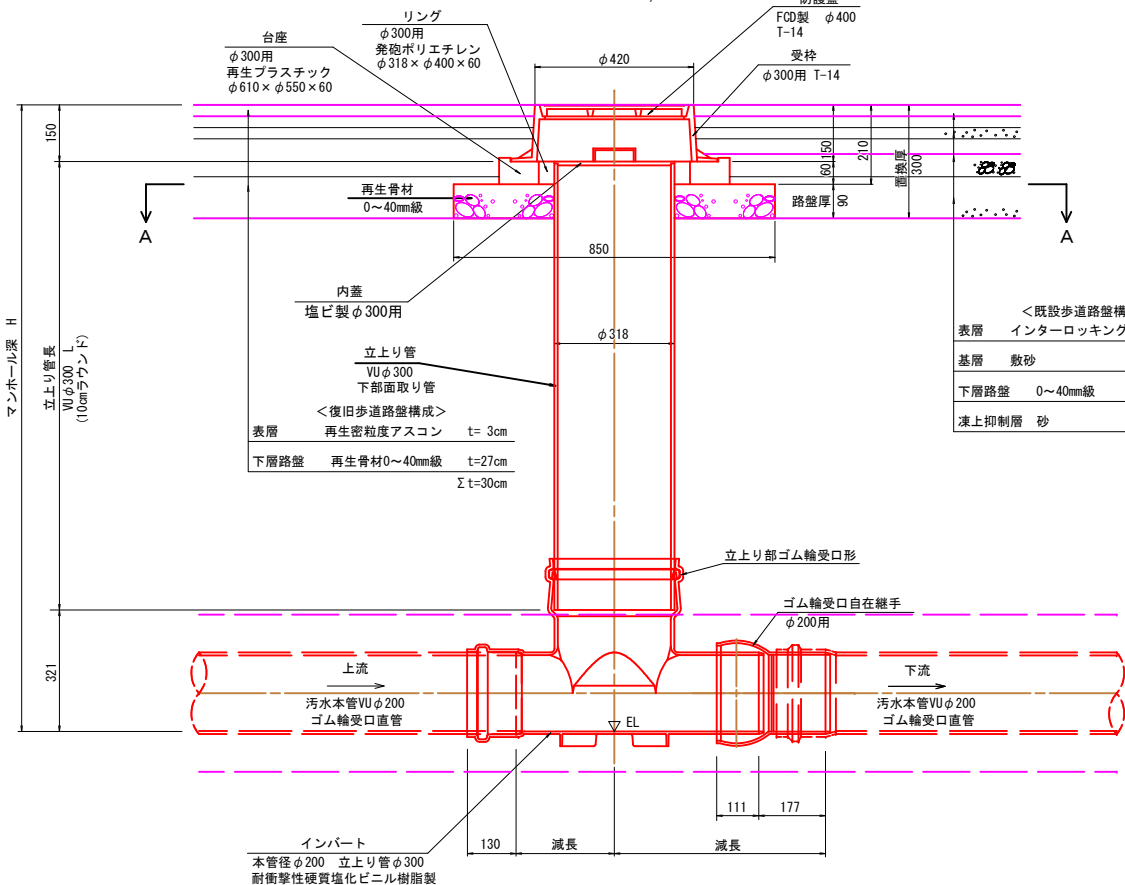 リング
φ300用
発砲ポリエチレン
φ318×φ400×60
台座
φ300用
再生プラスチック
φ610×φ550×60
FCD製 φ400
T-14
受枠
φ300用 T-14
φ420
150
150
60
210
置換厚
300
路盤厚
90
再生骨材
0～40mm級
A
A
850
内蓋
塩ビ製φ300用
φ318
マンホール深 H
立上り管長
VUφ300 L
(10cmラウンド)
立上り管
VUφ300
下部面取り管
＜復旧歩道路盤構成＞
表層 再生密粒度アスコン t= 3cm
下層路盤 再生骨材0～40mm級 t=27cm
Σt=30cm
＜既設歩道路盤構
表層 インターロッキング
基層 敷砂
下層路盤 0～40mm級
凍上抑制層 砂
立上り部ゴム輪受口形
ゴム輪受口自在継手
φ200用
321
上流
汚水本管VUφ200
ゴム輪受口直管
EL
下流
汚水本管VUφ200
ゴム輪受口直管
111
177
130
減長
減長
インバート
本管径φ200 立上り管φ300
耐衝撃性硬質塩化ビニル樹脂製